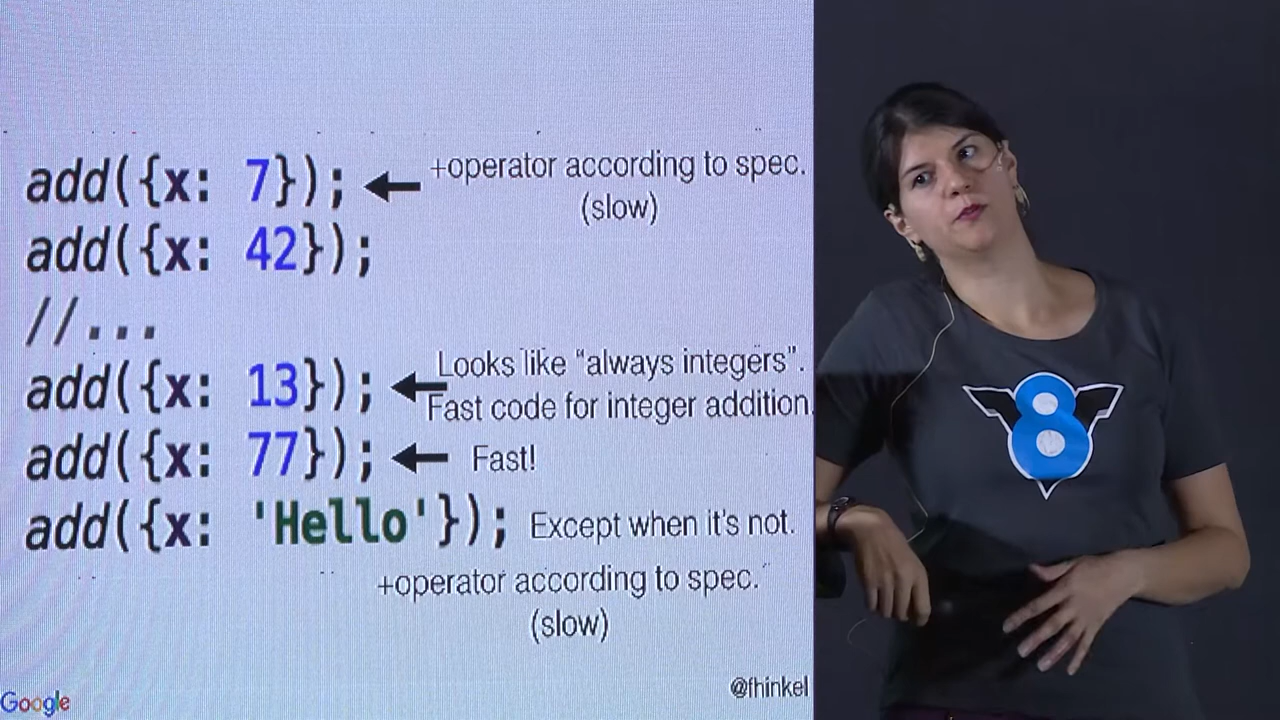 add({x: 7});
+operator according to spec.
(slow)
add({x: 42});
//...
add({x: 13});
Looks like "always integers".
Fast code for integer addition.
add({x: 77});
Fast!
add({x: 'Hello'});
Except when it's not.
+operator according to spec.
(slow)
@fhinkel
Google
8